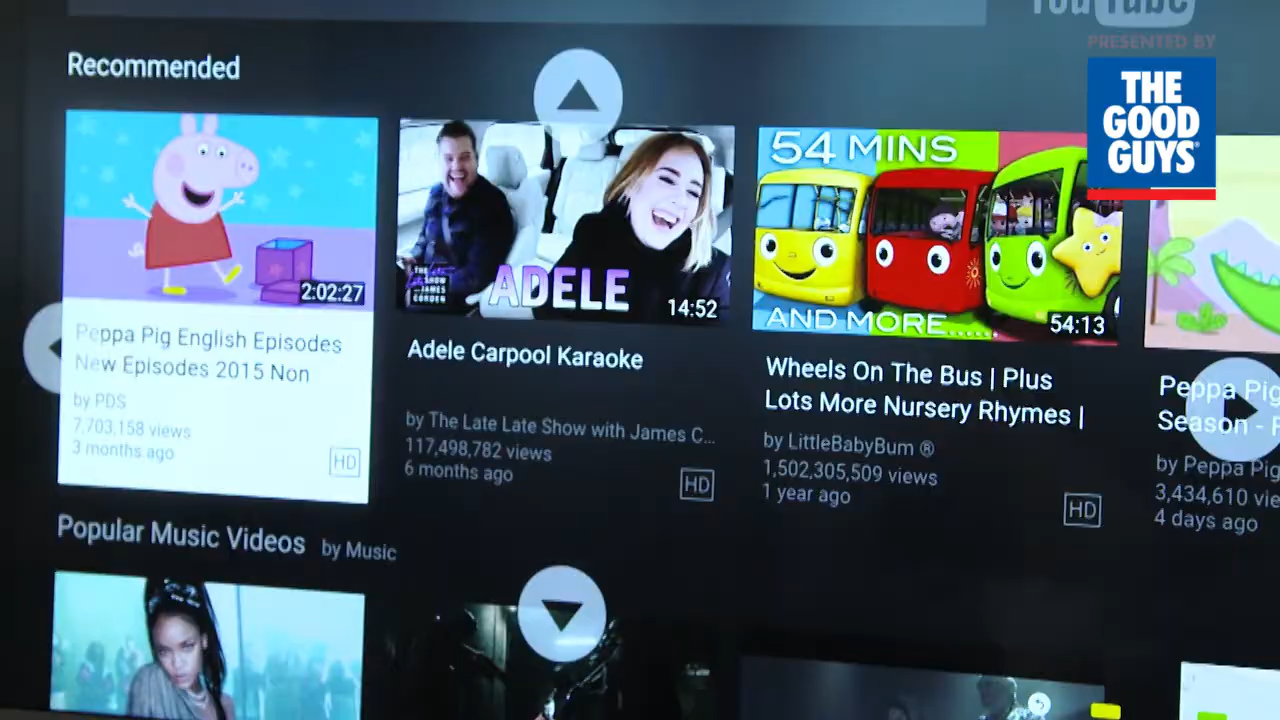 YouTube
PRESENTED BY
THE
GOOD
GUYS
Recommended
2:02:27
Peppa Pig English Episodes
New Episodes 2015 Non
by PDS
7,703,158 views
3 months ago
HD
THE
LATE
SHOW
JAMES
CORDEN
ADELE
14:52
Adele Carpool Karaoke
by The Late Late Show with James C...
117,498,782 views
6 months ago
HD
54 MINS
AND MORE......
54:13
Wheels On The Bus | Plus
Lots More Nursery Rhymes |
by LittleBabyBum ®
1,502,305,509 views
1 year ago
HD
Peppa Pig
Season -
by Peppa Pig
3,434,610 vie
4 days ago
Popular Music Videos by Music